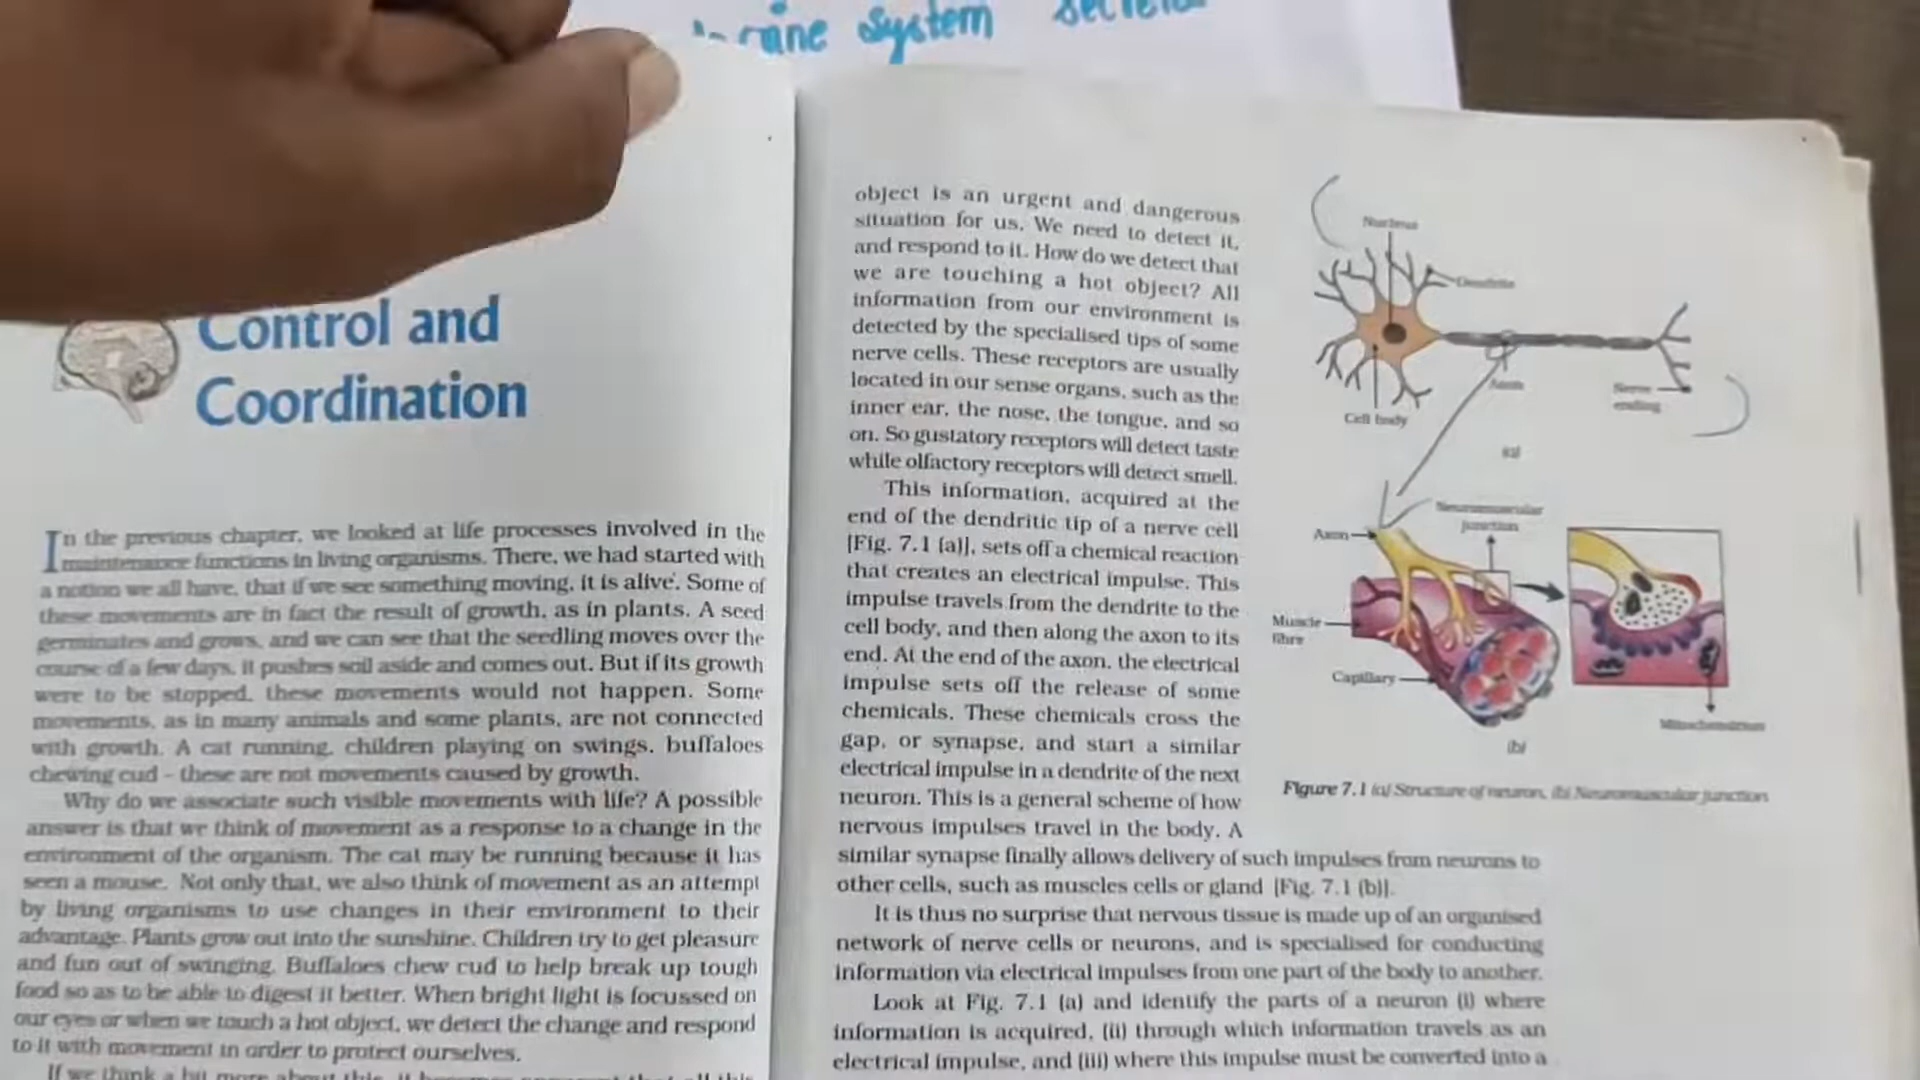 system
Control and
Coordination
In the previous chapter, we looked at life processes involved in the
maintenance functions in living organisms. There, we had started with
a notion we all have, that if we see something moving, it is alive'. Some of
these movements are in fact the result of growth, as in plants. A seed
germinates and grows, and we can see that the seedling moves over the
course of a few days, it pushes soil aside and comes out. But if its growth
were to be stopped, these movements would not happen. Some
movements, as in many animals and some plants, are not connected
with growth. A cat running, children playing on swings, buffaloes
chewing cud – these are not movements caused by growth.
Why do we associate such visible movements with life? A possible
answer is that we think of movement as a response to a change in the
environment of the organism. The cat may be running because it has
seen a mouse. Not only that, we also think of movement as an attempt
by living organisms to use changes in their environment to their
advantage. Plants grow out into the sunshine. Children try to get pleasure
and fun out of swinging. Buffaloes chew cud to help break up tough
food so as to be able to digest it better. When bright light is focussed on
our eyes or when we touch a hot object, we detect the change and respond
to it with movement in order to protect ourselves.
If we think a bit more about this, it becomes apparent that all this
object is an urgent and dangerous
situation for us. We need to detect it,
and respond to it. How do we detect that
we are touching a hot object? All
information from our environment is
detected by the specialised tips of some
nerve cells. These receptors are usually
located in our sense organs, such as the
inner ear, the nose, the tongue, and so
on. So gustatory receptors will detect taste
while olfactory receptors will detect smell.
This information, acquired at the
end of the dendritic tip of a nerve cell
[Fig. 7.1 (a)], sets off a chemical reaction
that creates an electrical impulse. This
impulse travels from the dendrite to the
cell body, and then along the axon to its
end. At the end of the axon, the electrical
impulse sets off the release of some
chemicals. These chemicals cross the
gap, or synapse, and start a similar
electrical impulse in a dendrite of the next
neuron. This is a general scheme of how
nervous impulses travel in the body. A
similar synapse finally allows delivery of such impulses from neurons to
other cells, such as muscles cells or gland [Fig. 7.1 (b)].
It is thus no surprise that nervous tissue is made up of an organised
network of nerve cells or neurons, and is specialised for conducting
information via electrical impulses from one part of the body to another.
Look at Fig. 7.1 (a) and identify the parts of a neuron (i) where
information is acquired, (ii) through which information travels as an
electrical impulse, and (iii) where this impulse must be converted into a
Nucleus
Dendrite
Axon
Nerve
ending
Cell body
(a)
Neuromuscular
junction
Axon
Muscle
fibre
Capillary
Mitochondrion
(b)
Figure 7.1 (a) Structure of neuron, (b) Neuromuscular junction